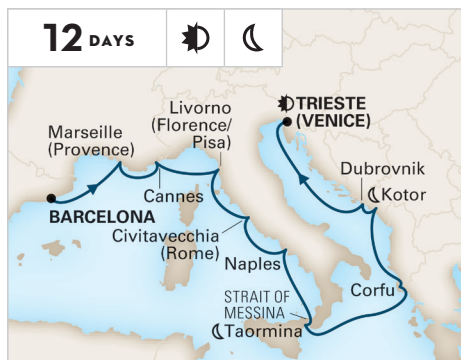 12 DAYS
Livorno
(Florence/
Pisa)
TRIESTE
(VENICE)
Marseille
(Provence)
Dubrovnik
Kotor
Cannes
BARCELONA
Civitavecchia
(Rome)
Naples
Corfu
STRAIT OF
MESSINA
Taormina